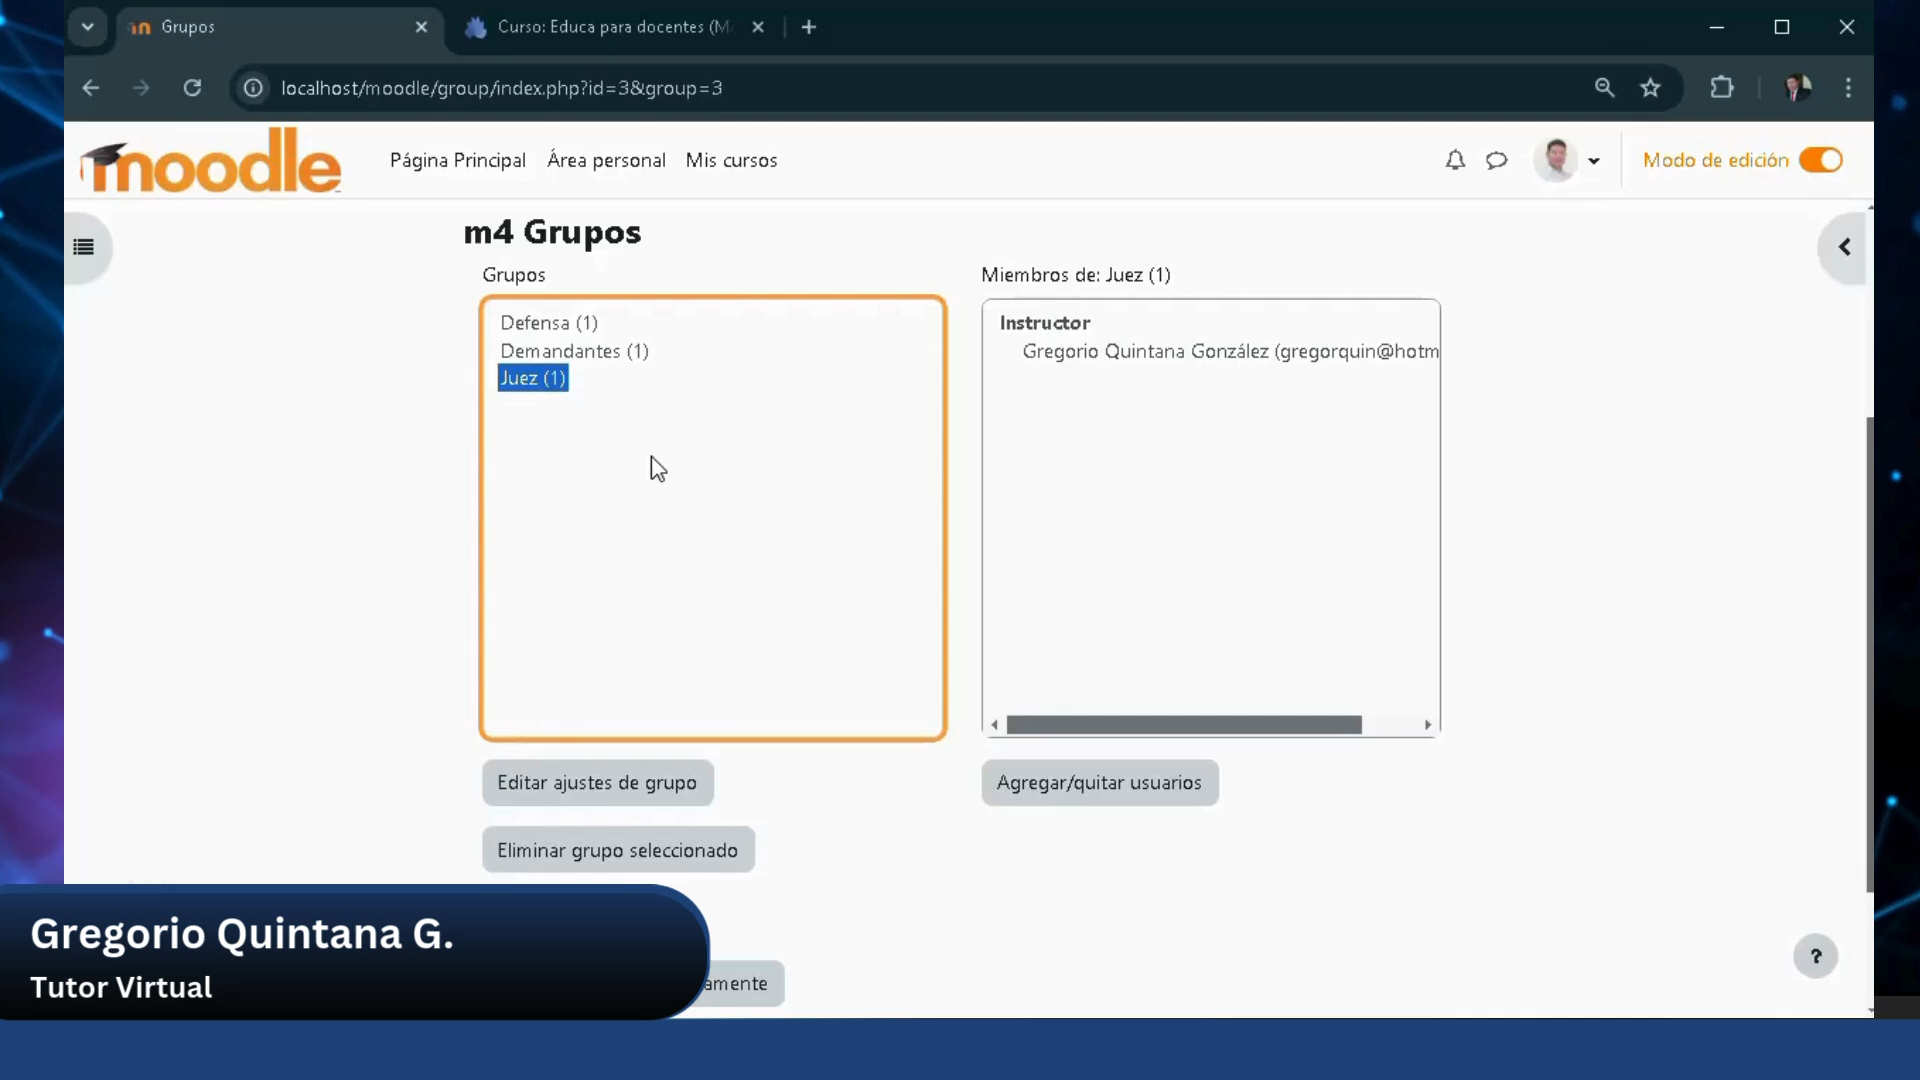 Grupos
Curso: Educa para docentes (M
localhost/moodle/group/index.php?id=3&group=3
moodle
Página Principal
Área personal
Mis cursos
Modo de edición
m4 Grupos
Grupos
Defensa (1)
Demandantes (1)
Juez (1)
Miembros de: Juez (1)
Instructor
Gregorio Quintana González (gregorquin@hotm
Editar ajustes de grupo
Agregar/quitar usuarios
Eliminar grupo seleccionado
amente
?
Gregorio Quintana G.
Tutor Virtual